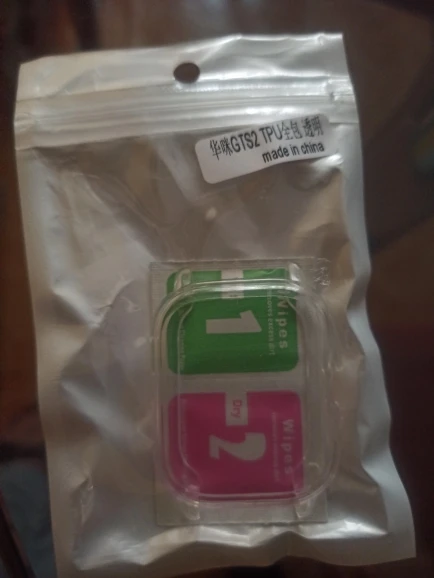 华咪GTS2 TPU全包 透明
made in china
1
Wipes
2
Dry
Wipes